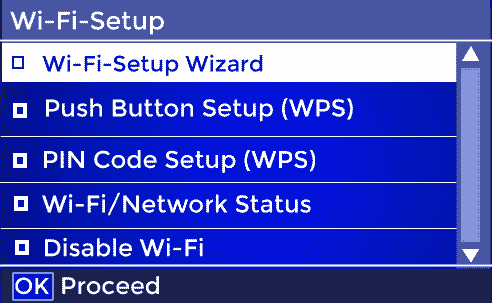 Wi-Fi-Setup
Wi-Fi-Setup Wizard
Push Button Setup (WPS)
PIN Code Setup (WPS)
Wi-Fi/Network Status
Disable Wi-Fi
OK Proceed